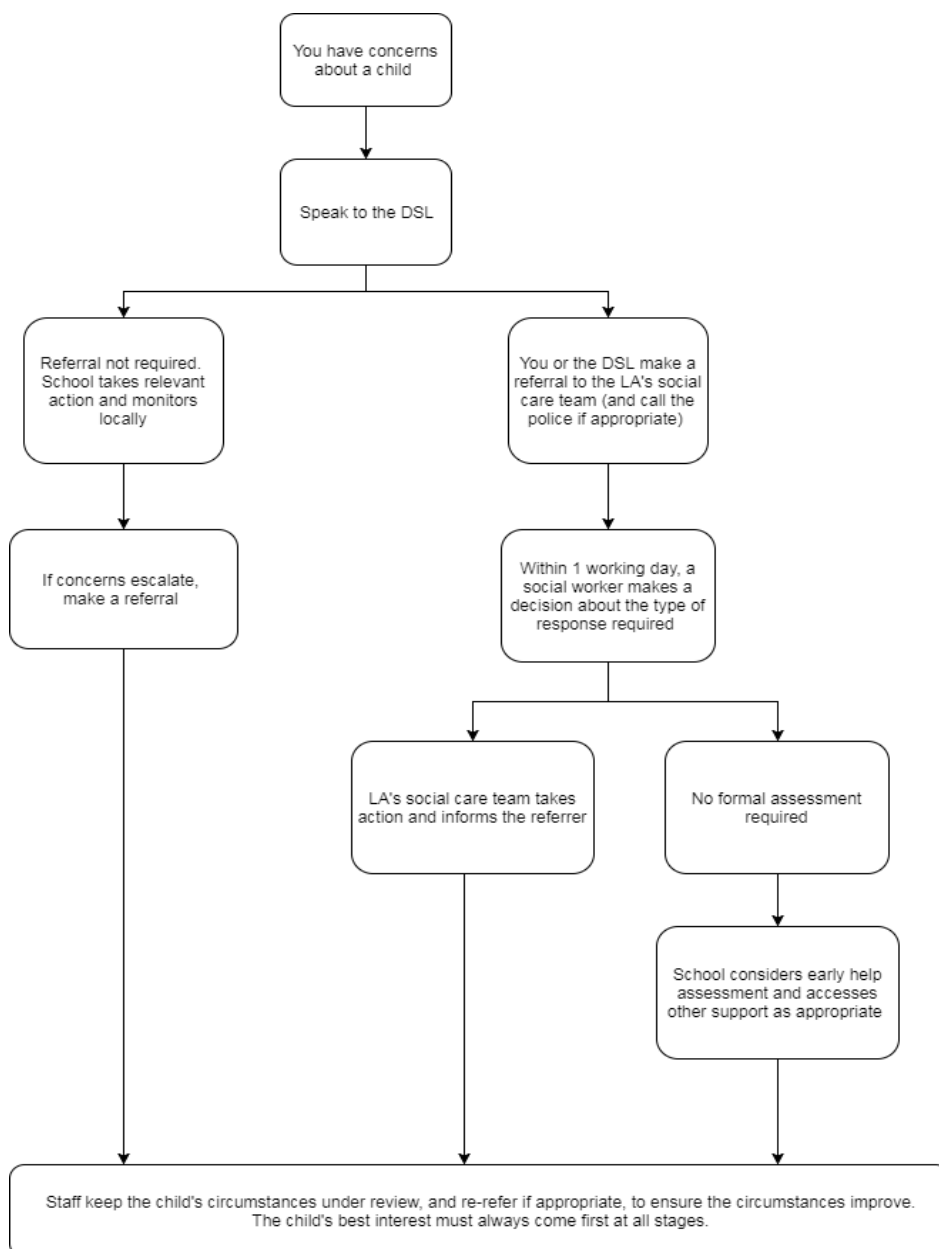 You have concerns
about a child
Speak to the DSL
Referral not required.
School takes relevant
action and monitors
locally
You or the DSL make a
referral to the LA's social
care team (and call the
police if appropriate)
If concerns escalate,
make a referral
Within 1 working day, a
social worker makes a
decision about the type of
response required
LA's social care team takes
action and informs the referrer
No formal assessment
required
School considers early help
assessment and accesses
other support as appropriate
Staff keep the child's circumstances under review, and re-refer if appropriate, to ensure the circumstances improve.
The child's best interest must always come first at all stages.